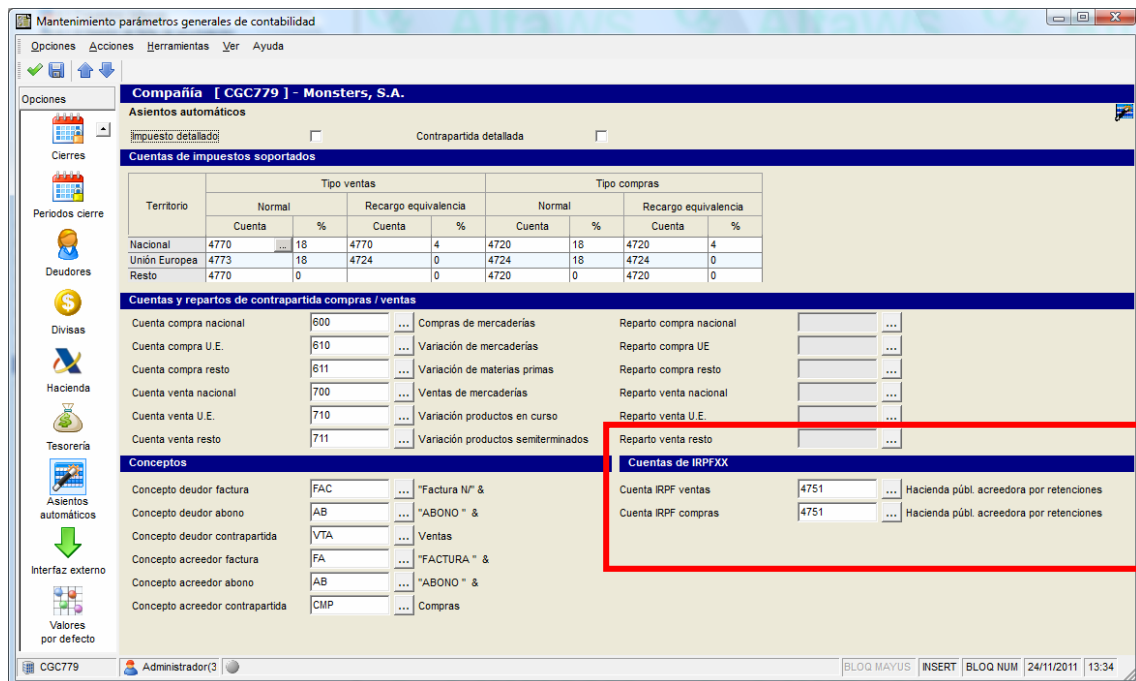 Mantenimiento parámetros generales de contabilidad
Opciones Acciones Herramientas Ver Ayuda
Opciones
Cierres
Periodos cierre
Deudores
Divisas
Hacienda
Tesorería
Asientos
automáticos
Interfaz externo
Valores
por defecto
Compañía [ CGC779 ] - Monsters, S.A.
Asientos automáticos
Impuesto detallado Contrapartida detallada
Cuentas de impuestos soportados
Tipo ventas Tipo compras
Territorio Normal Recargo equivalencia Normal Recargo equivalencia
Cuenta % Cuenta % Cuenta % Cuenta %
Nacional 4770 ... 18 4770 4 4720 18 4720 4
Unión Europea 4773 18 4724 0 4724 18 4724 0
Resto 4770 0 0 4720 0 4720 0
Cuentas y repartos de contrapartida compras / ventas
Cuenta compra nacional 600 ... Compras de mercaderías Reparto compra nacional ...
Cuenta compra U.E. 610 ... Variación de mercaderías Reparto compra UE ...
Cuenta compra resto 611 ... Variación de materias primas Reparto compra resto ...
Cuenta venta nacional 700 ... Ventas de mercaderías Reparto venta nacional ...
Cuenta venta U.E. 710 ... Variación productos en curso Reparto venta U.E. ...
Cuenta venta resto 711 ... Variación productos semiterminados Reparto venta resto ...
Conceptos Cuentas de IRPFXX
Concepto deudor factura FAC ... "Factura N/" & Cuenta IRPF ventas 4751 ... Hacienda públ. acreedora por retenciones
Concepto deudor abono AB ... "ABONO " & Cuenta IRPF compras 4751 ... Hacienda públ. acreedora por retenciones
Concepto deudor contrapartida VTA ... Ventas
Concepto acreedor factura FA ... "FACTURA " &
Concepto acreedor abono AB ... "ABONO " &
Concepto acreedor contrapartida CMP ... Compras
CGC779 Administrador(3 BLOQ MAYUS INSERT BLOQ NUM 24/11/2011 13:34